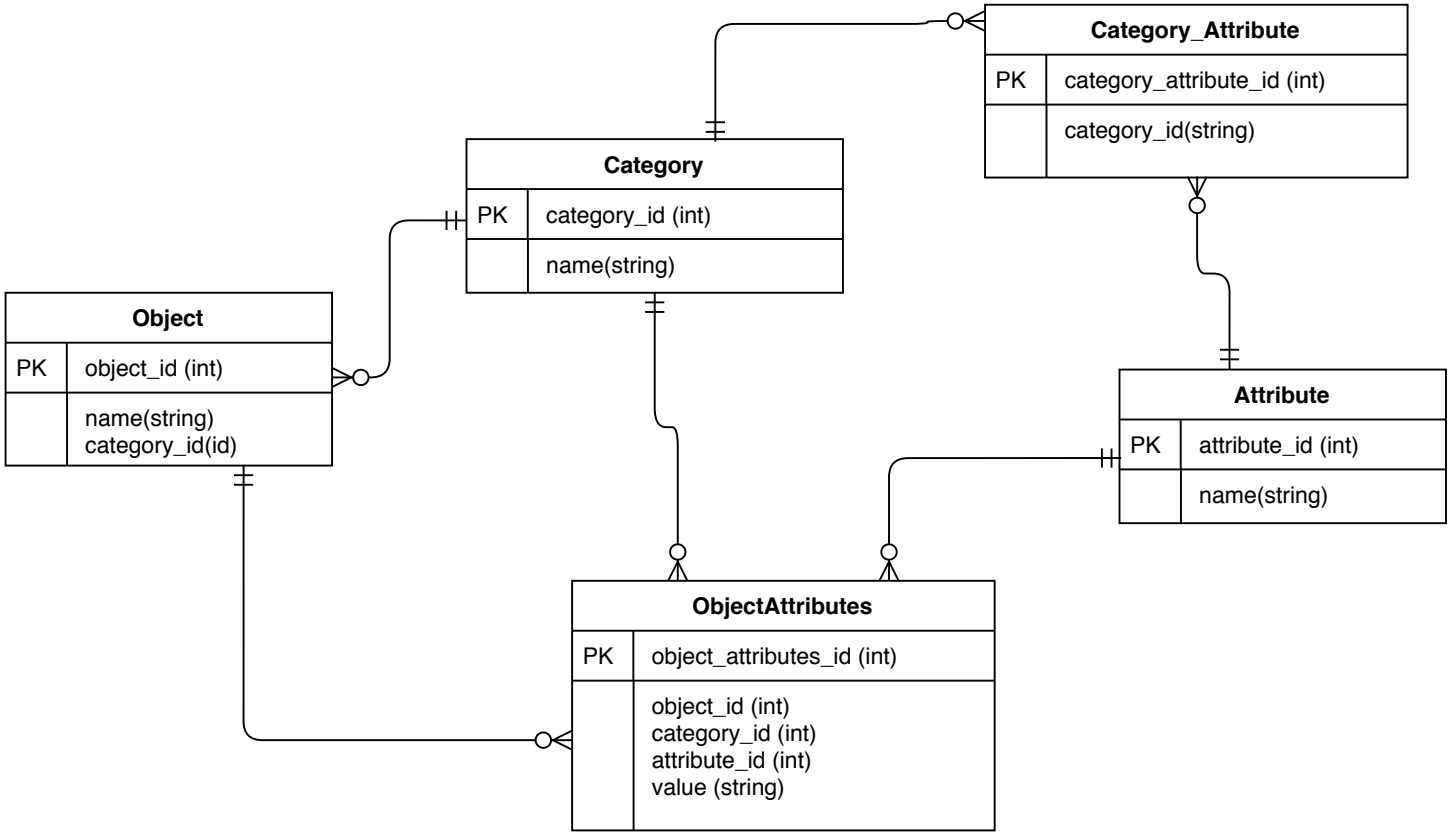 Category_Attribute
PK category_attribute_id (int)
category_id(string)
Category
PK category_id (int)
name(string)
Object
PK object_id (int)
name(string)
category_id(id)
Attribute
PK attribute_id (int)
name(string)
ObjectAttributes
PK object_attributes_id (int)
object_id (int)
category_id (int)
attribute_id (int)
value (string)